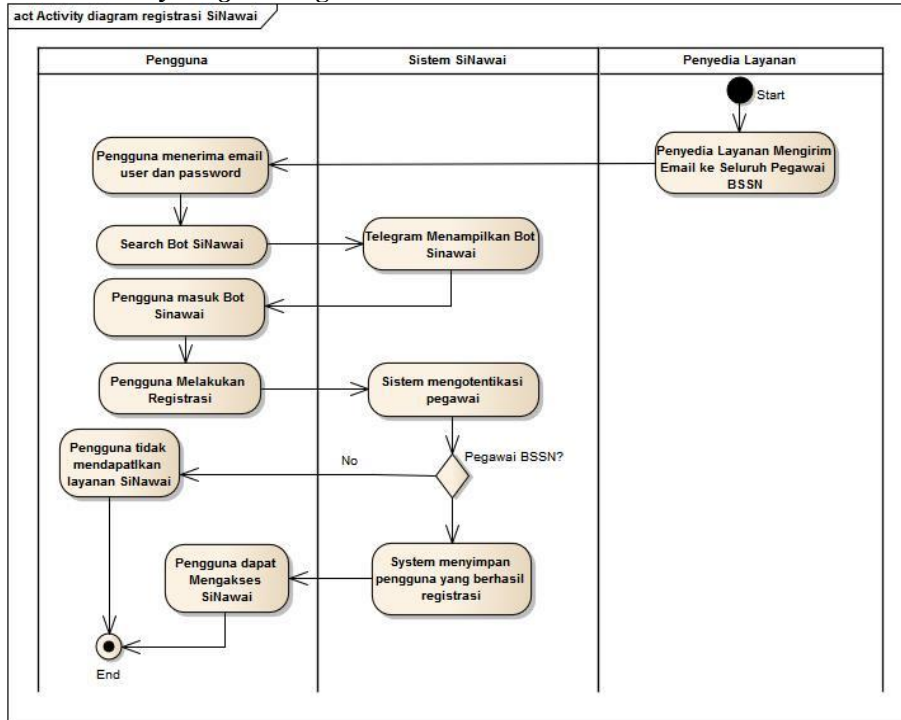 act Activity diagram registrasi SiNawai
Pengguna
Sistem SiNawai
Penyedia Layanan
Start
Penyedia Layanan Mengirim
Email ke Seluruh Pegawai
BSSN
Pengguna menerima email
user dan password
Search Bot SiNawai
Telegram Menampilkan Bot
Sinawai
Pengguna masuk Bot
Sinawai
Pengguna Melakukan
Registrasi
Sistem mengotentikasi
pegawai
Pegawai BSSN?
No
Pengguna tidak
mendapatlkan
layanan SiNawai
System menyimpan
pengguna yang berhasil
registrasi
Pengguna dapat
Mengakses
SiNawai
End